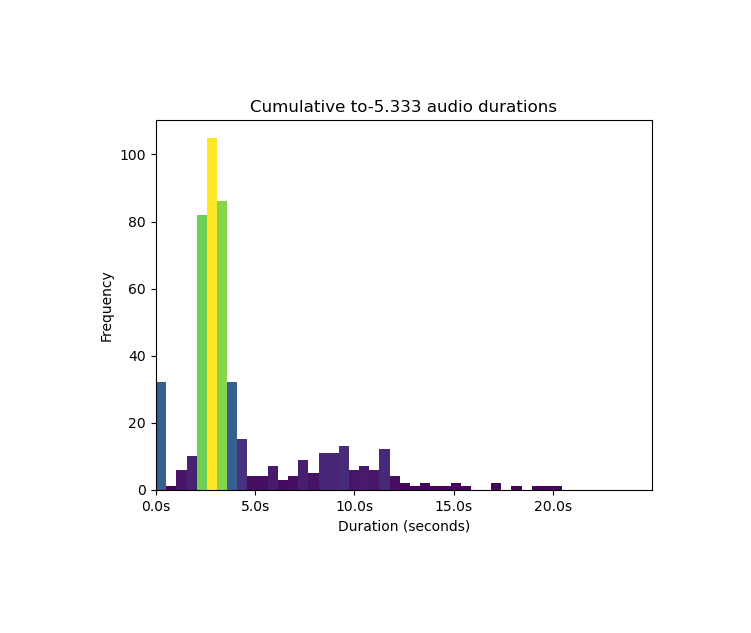 Cumulative to-5.333 audio durations
100
80
60
40
20
0
Frequency
0.0s 5.0s 10.0s 15.0s 20.0s
Duration (seconds)